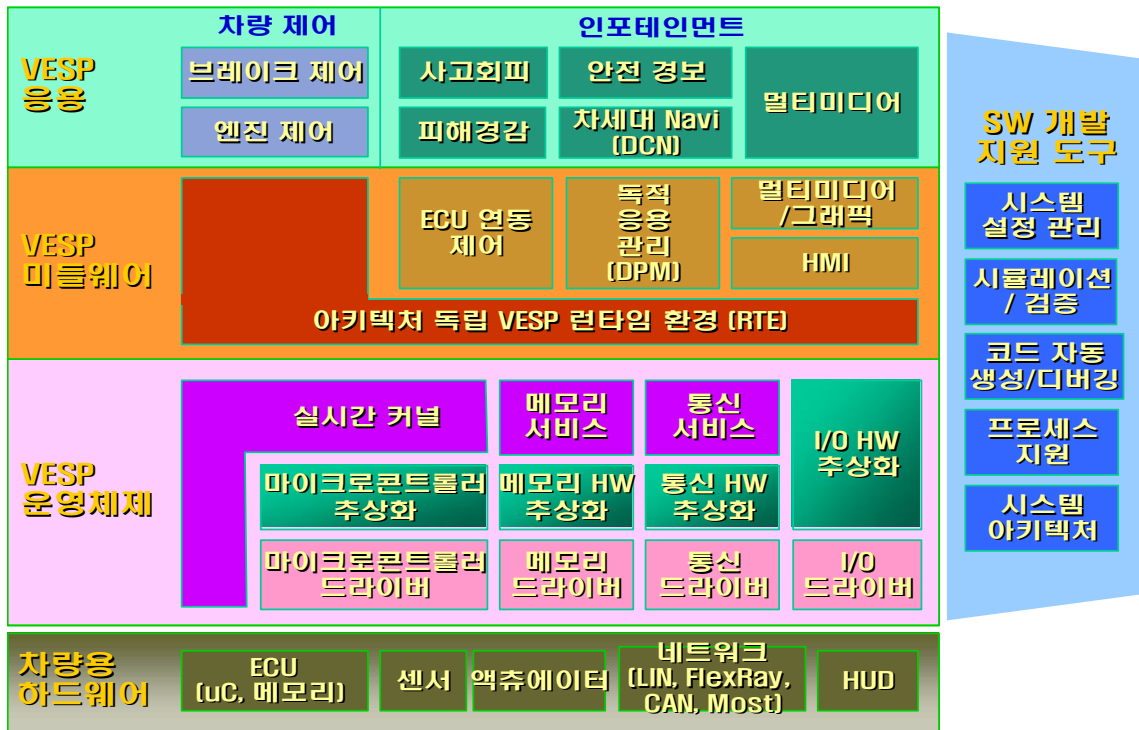 차량 제어
인포테인먼트
VESP
응용
브레이크 제어
사고회피
안전 경보
멀티미디어
엔진 제어
피해경감
차세대 Navi
(DCN)
VESP
미들웨어
ECU 연동
제어
독적
응용
관리
(DPM)
멀티미디어
/그래픽
HMI
아키텍처 독립 VESP 런타임 환경 (RTE)
VESP
운영체제
실시간 커널
메모리
서비스
통신
서비스
I/O HW
추상화
마이크로콘트롤러
추상화
메모리 HW
추상화
통신 HW
추상화
마이크로콘트롤러
드라이버
메모리
드라이버
통신
드라이버
I/O
드라이버
차량용
하드웨어
ECU
(uC, 메모리)
센서
액츄에이터
네트워크
(LIN, FlexRay,
CAN, Most)
HUD
SW 개발
지원 도구
시스템
설정 관리
시뮬레이션
/ 검증
코드 자동
생성/디버깅
프로세스
지원
시스템
아키텍처